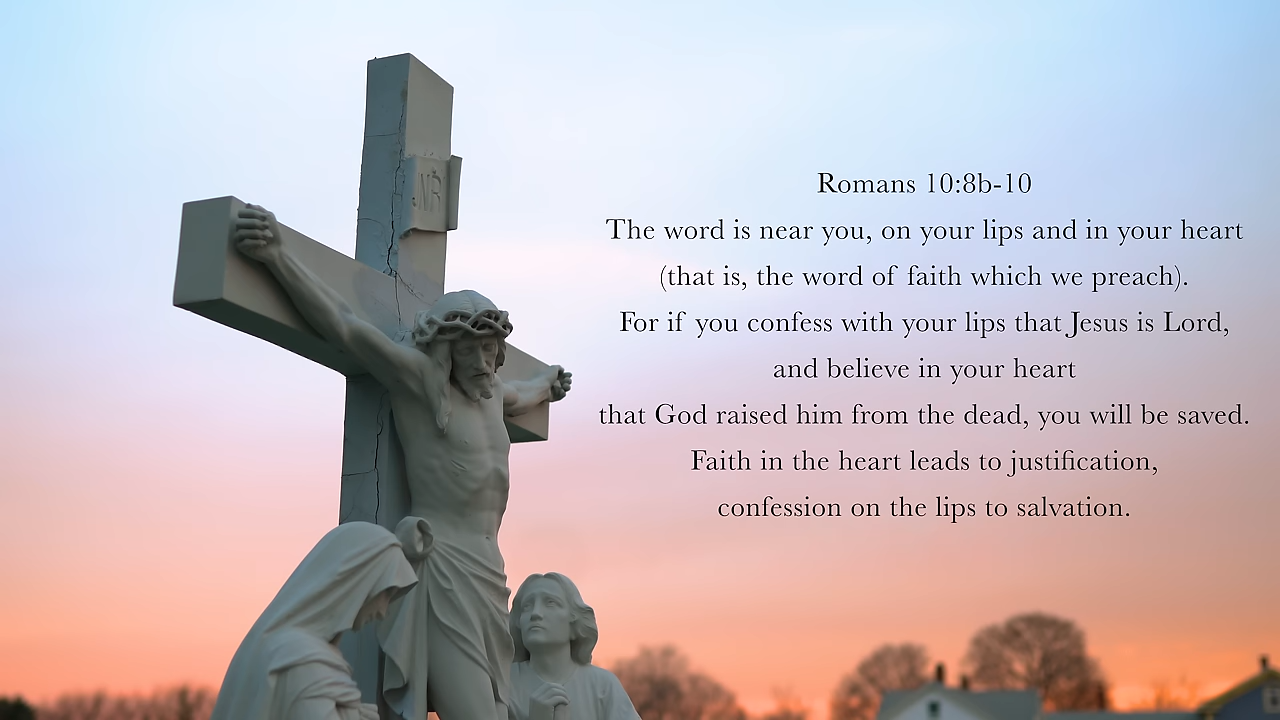 INRI
Romans 10:8b-10
The word is near you, on your lips and in your heart
(that is, the word of faith which we preach).
For if you confess with your lips that Jesus is Lord,
and believe in your heart
that God raised him from the dead, you will be saved.
Faith in the heart leads to justification,
confession on the lips to salvation.